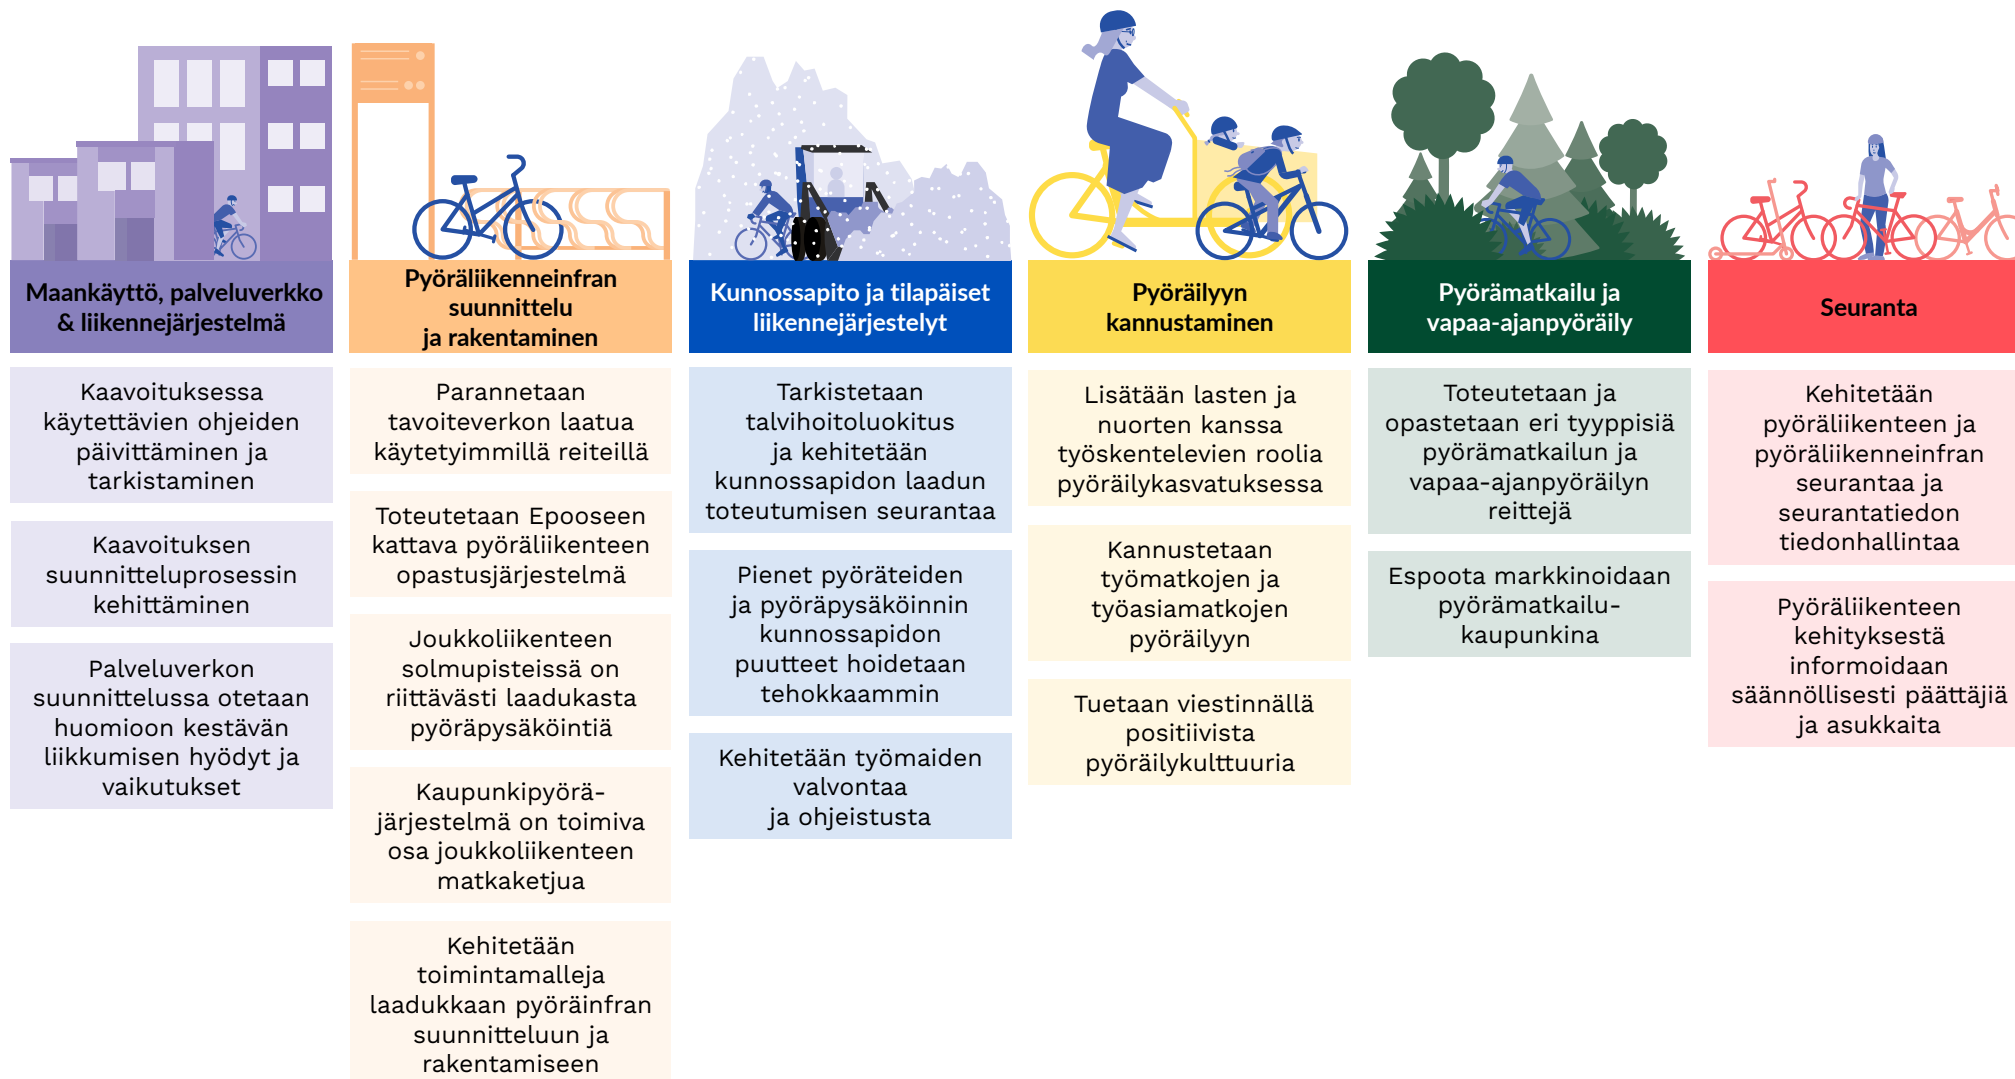 Maankäyttö, palveluverkko
& liikennejärjestelmä
Kaavoituksessa
käytettävien ohjeiden
päivittäminen ja
tarkistaminen
Kaavoituksen
suunnitteluprosessin
kehittäminen
Palveluverkon
suunnittelussa otetaan
huomioon kestävän
liikkumisen hyödyt ja
vaikutukset
Pyöräliikenneinfran
suunnittelu
ja rakentaminen
Parannetaan
tavoiteverkon laatua
käytetyimmillä reiteillä
Toteutetaan Epooseen
kattava pyöräliikenteen
opastusjärjestelmä
Joukkoliikenteen
solmupisteissä on
riittävästi laadukasta
pyöräpysäköintiä
Kaupunkipyörä-
järjestelmä on toimiva
osa joukkoliikenteen
matkaketjua
Kehitetään
toimintamalleja
laadukkaan pyöräinfran
suunnitteluun ja
rakentamiseen
Kunnossapito ja tilapäiset
liikennejärjestelyt
Tarkistetaan
talvihoitoluokitus
ja kehitetään
kunnossapidon laadun
toteutumisen seurantaa
Pienet pyöräteiden
ja pyöräpysäköinnin
kunnossapidon
puutteet hoidetaan
tehokkaammin
Kehitetään työmaiden
valvontaa
ja ohjeistusta
Pyöräilyyn
kannustaminen
Lisätään lasten ja
nuorten kanssa
työskentelevien roolia
pyöräilykasvatuksessa
Kannustetaan
työmatkojen ja
työasiamatkojen
pyöräilyyn
Tuetaan viestinnällä
positiivista
pyöräilykulttuuria
Pyörämatkailu ja
vapaa-ajanpyöräily
Toteutetaan ja
opastetaan eri tyyppisiä
pyörämatkailun ja
vapaa-ajanpyöräilyn
reittejä
Espoota markkinoidaan
pyörämatkailu-
kaupunkina
Seuranta
Kehitetään
pyöräliikenteen ja
pyöräliikenneinfran
seurantaa ja
seurantatiedon
tiedonhallintaa
Pyöräliikenteen
kehityksestä
informoidaan
säännöllisesti päättäjiä
ja asukkaita